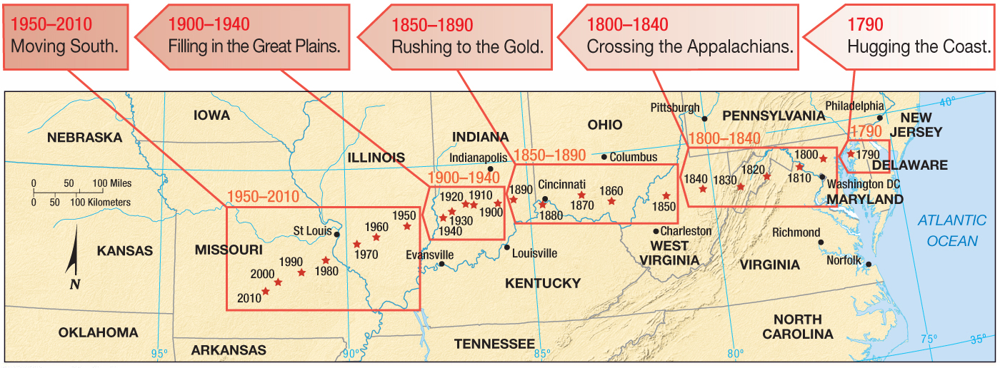 1950–2010
Moving South.
1900–1940
Filling in the Great Plains.
1850–1890
Rushing to the Gold.
1800–1840
Crossing the Appalachians.
1790
Hugging the Coast.
NEBRASKA
IOWA
ILLINOIS
INDIANA
Indianapolis
OHIO
Columbus
Pittsburgh
PENNSYLVANIA
Philadelphia
40°
NEW
JERSEY
1950–2010
1900–1940
1850–1890
1800–1840
1790
0 50 100 Miles
0 50 100 Kilometers
N
KANSAS
MISSOURI
St Louis
1950
1960
1970
1980
1990
2000
2010
1940
1930
1920
1910
1900
1890
Cincinnati
1880
1870
1860
1850
1840
1830
1820
1810
1800
1790
DELAWARE
Washington DC
MARYLAND
ATLANTIC
OCEAN
Evansville
Louisville
Charleston
WEST
VIRGINIA
Richmond
VIRGINIA
Norfolk
KENTUCKY
OKLAHOMA
ARKANSAS
TENNESSEE
NORTH
CAROLINA
95°
90°
85°
80°
75°
35°